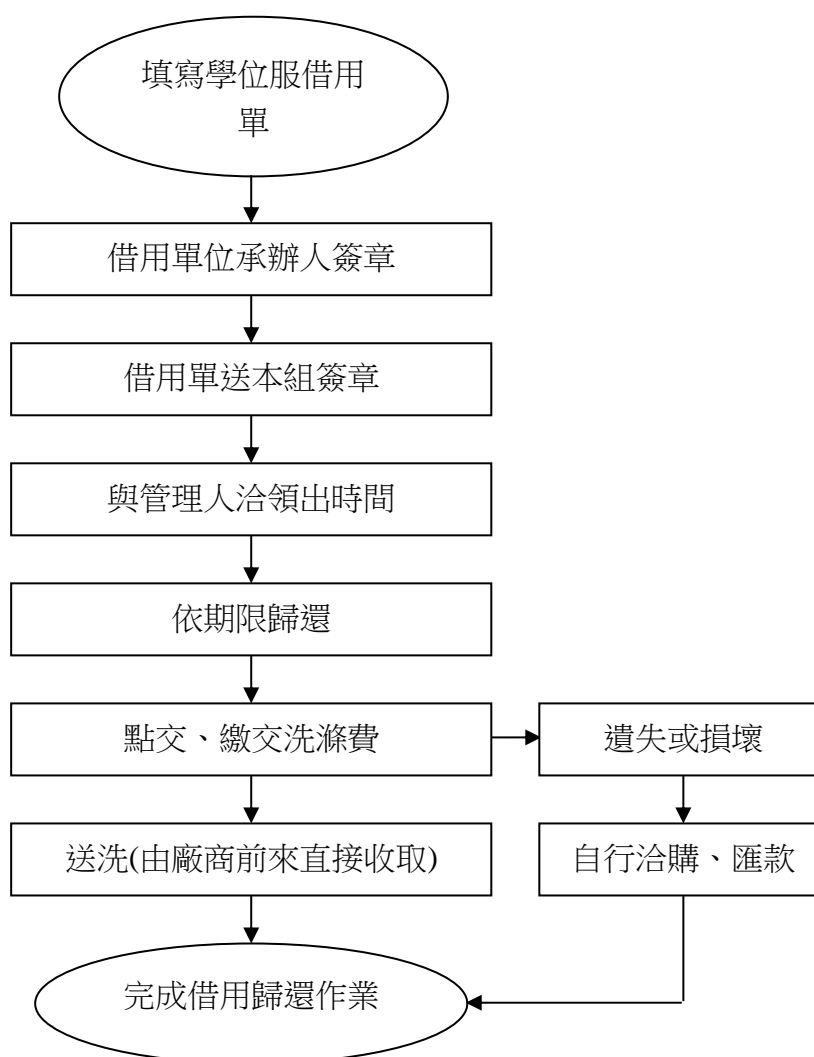 填寫學位服借用
單
借用單位承辦人簽章
借用單送本組簽章
與管理人洽領出時間
依期限歸還
點交、繳交洗滌費
遺失或損壞
送洗(由廠商前來直接收取)
自行洽購、匯款
完成借用歸還作業